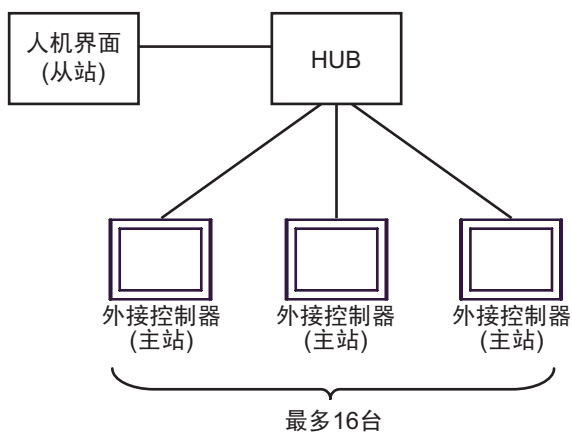 人机界面
(从站)
HUB
外接控制器
(主站)
外接控制器
(主站)
外接控制器
(主站)
最多16台